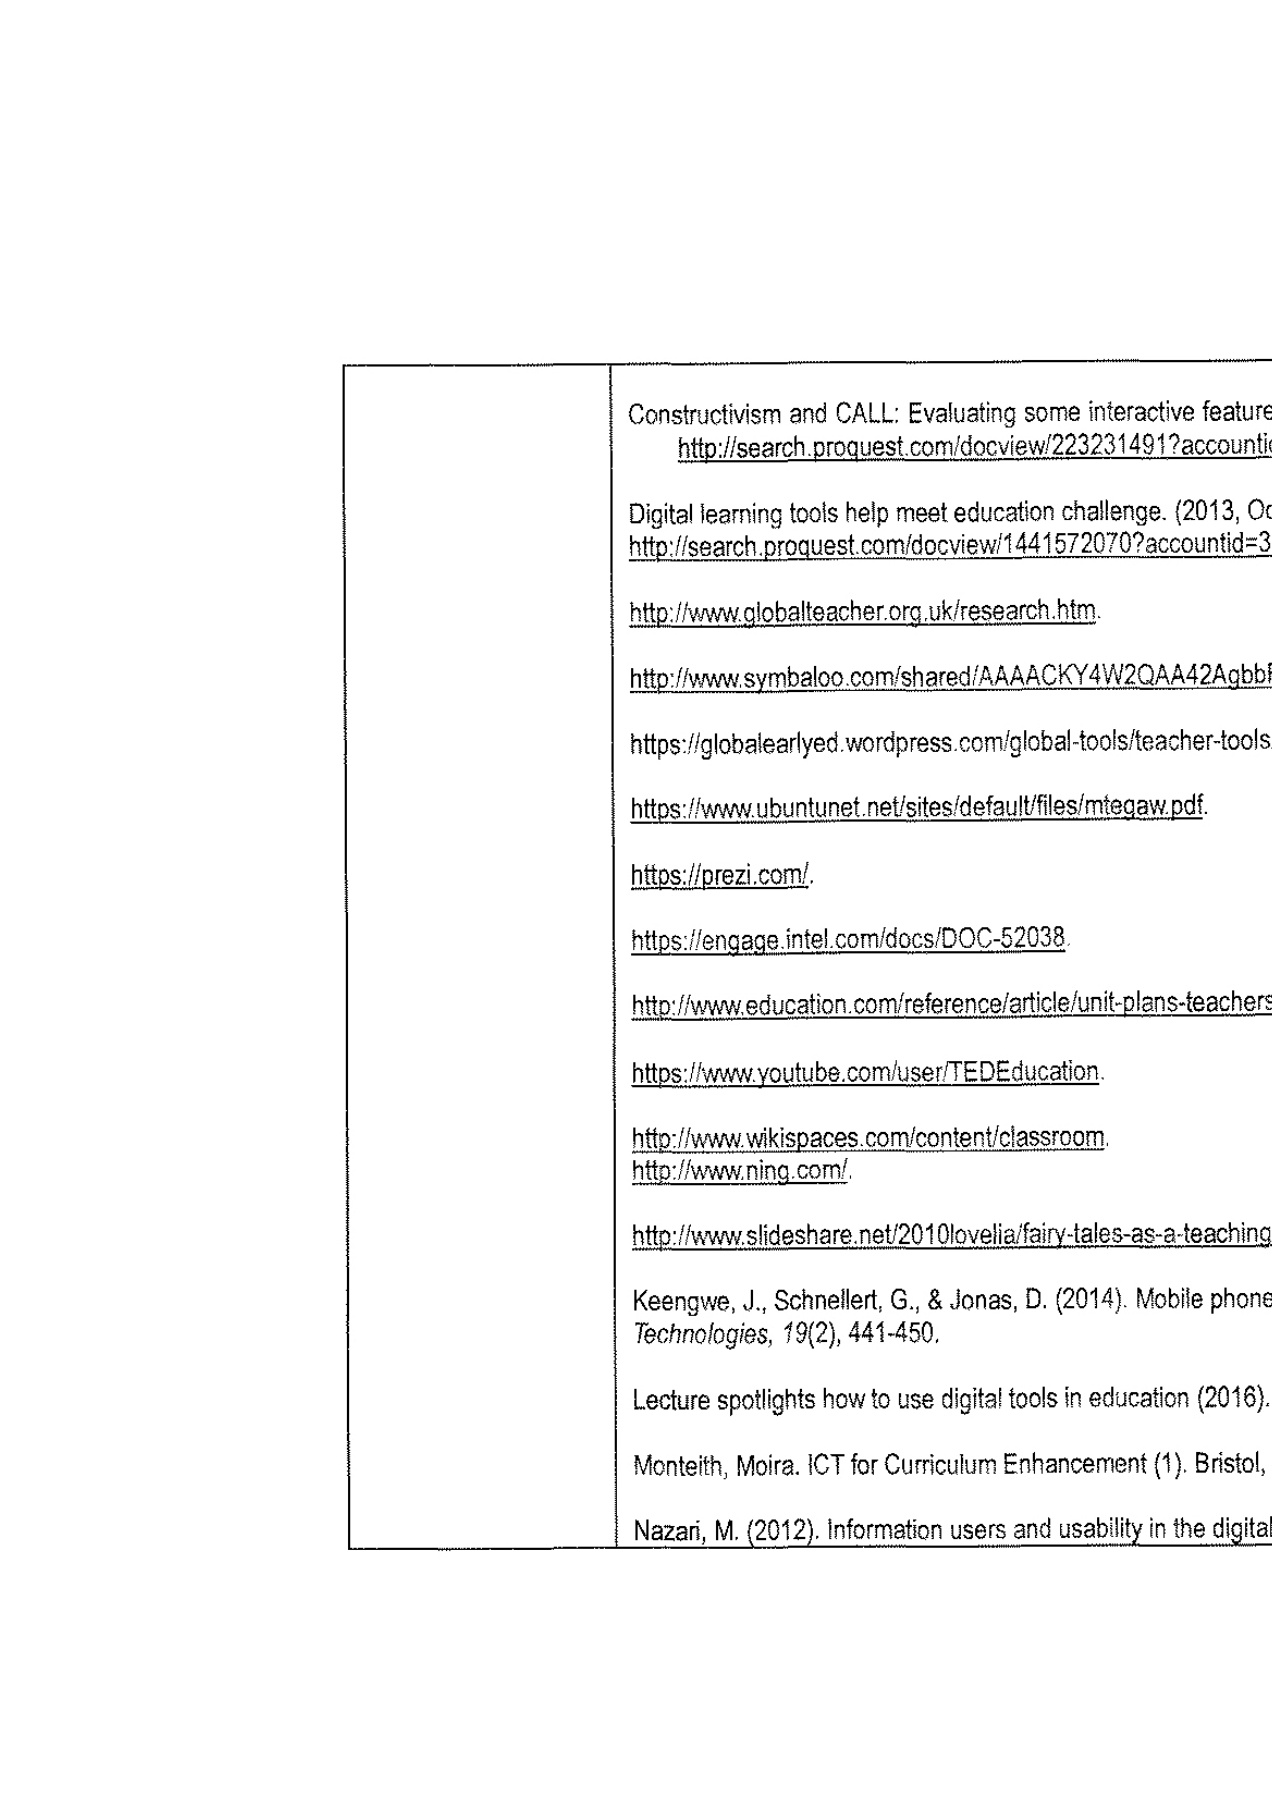 Constructivism and CALL: Evaluating some interactive feature
http://search.proquest.com/docview/223231491?accounti
Digital learning tools help meet education challenge. (2013, Oc
http://search.proquest.com/docview/1441572070?accountid=3
http://www.globalteacher.org.uk/research.htm.
http://www.symbaloo.com/shared/AAAACKY4W2QAA42Agbb
https://globalearlyed.wordpress.com/global-tools/teacher-tools
https://www.ubuntunet.net/sites/default/files/mtegaw.pdf.
https://prezi.com/.
https://engage.intel.com/docs/DOC-52038.
http://www.education.com/reference/article/unit-plans-teachers
https://www.youtube.com/user/TEDEducation.
http://www.wikispaces.com/content/classroom.
http://www.ning.com/.
http://www.slideshare.net/2010lovelia/fairy-tales-as-a-teaching
Keengwe, J., Schnellert, G., & Jonas, D. (2014). Mobile phone
Technologies, 19(2), 441-450.
Lecture spotlights how to use digital tools in education (2016).
Monteith, Moira. ICT for Curriculum Enhancement (1). Bristol,
Nazari, M. (2012). Information users and usability in the digital